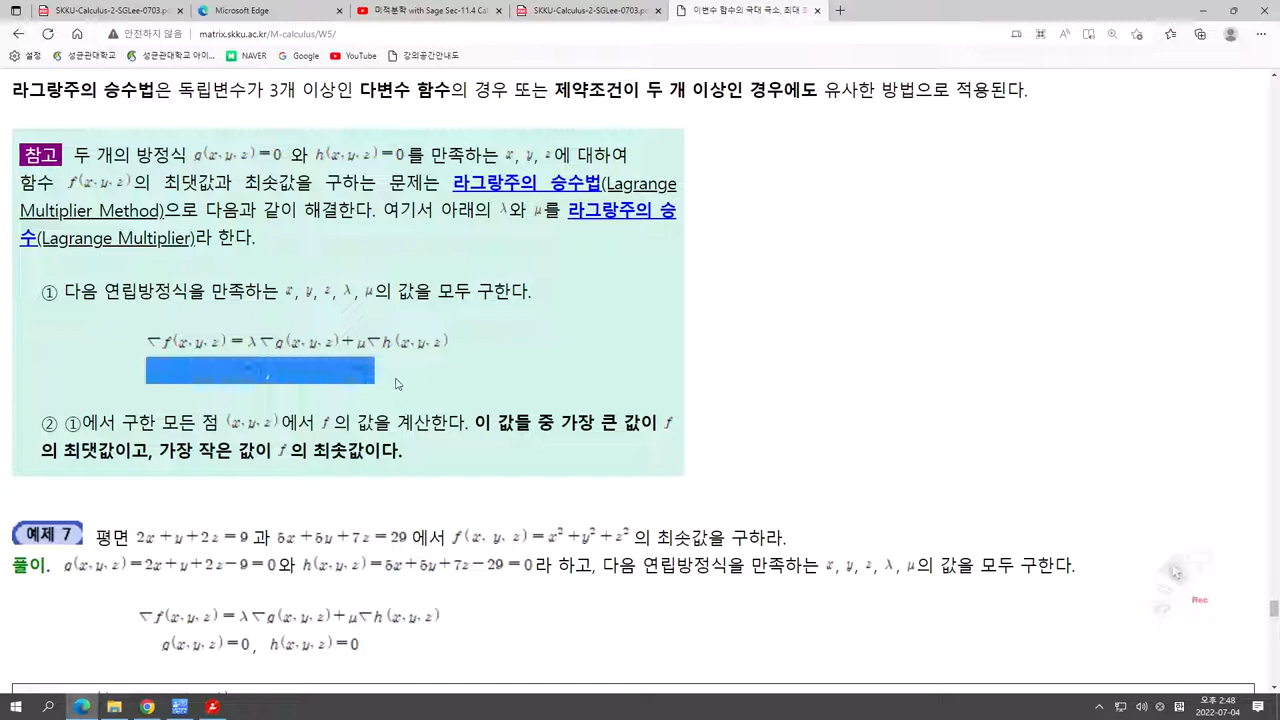 SKKU-Calculus-2-SGLee-0703.p
Microsoft Edge
미적분학 with Sage Sec-11.4 Ca
SKKU-Calculus-2-SGLee-0703.p
이변수 함수의 극대 극소, 최대 최
안전하지 않음 matrix.skku.ac.kr/M-calculus/W5/
설정 성균관대학교 성균관대학교 아이... NAVER Google YouTube 강의공간안내도
라그랑주의 승수법은 독립변수가 3개 이상인 다변수 함수의 경우 또는 제약조건이 두 개 이상인 경우에도 유사한 방법으로 적용된다.
참고 두 개의 방정식 g(x, y, z)=0 와 h(x, y, z)=0를 만족하는 x, y, z에 대하여
함수 f(x, y, z)의 최댓값과 최솟값을 구하는 문제는 라그랑주의 승수법(Lagrange
Multiplier Method)으로 다음과 같이 해결한다. 여기서 아래의 λ와 μ를 라그랑주의 승
수(Lagrange Multiplier)라 한다.
① 다음 연립방정식을 만족하는 x, y, z, λ, μ의 값을 모두 구한다.
▽f(x, y, z) = λ▽g(x, y, z)+μ▽h(x, y, z)
② ①에서 구한 모든 점 (x, y, z)에서 f 의 값을 계산한다. 이 값들 중 가장 큰 값이 f
의 최댓값이고, 가장 작은 값이 f 의 최솟값이다.
예제 7 평면 2x+y+2z=9 과 5x+5y+7z=29 에서 f(x, y, z)=x²+y²+z² 의 최솟값을 구하라.
풀이. g(x, y, z)=2x+y+2z-9=0와 h(x, y, z)=5x+5y+7z-29=0라 하고, 다음 연립방정식을 만족하는 x, y, z, λ, μ의 값을 모두 구한다.
▽f(x, y, z) = λ▽g(x, y, z)+μ▽h(x, y, z)
g(x, y, z)=0, h(x, y, z)=0
Rec
오후 2:48
2022-07-04